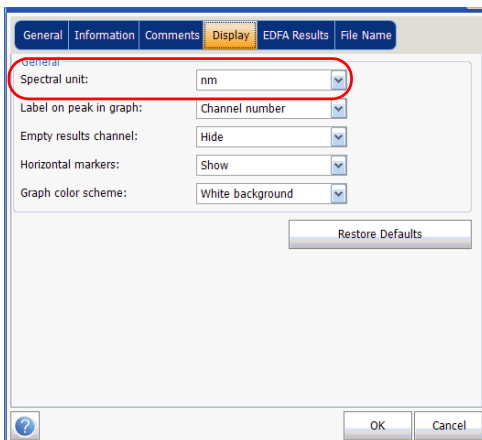 General Information Comments Display EDFA Results File Name
General
Spectral unit: nm
Label on peak in graph: Channel number
Empty results channel: Hide
Horizontal markers: Show
Graph color scheme: White background
Restore Defaults
? OK Cancel